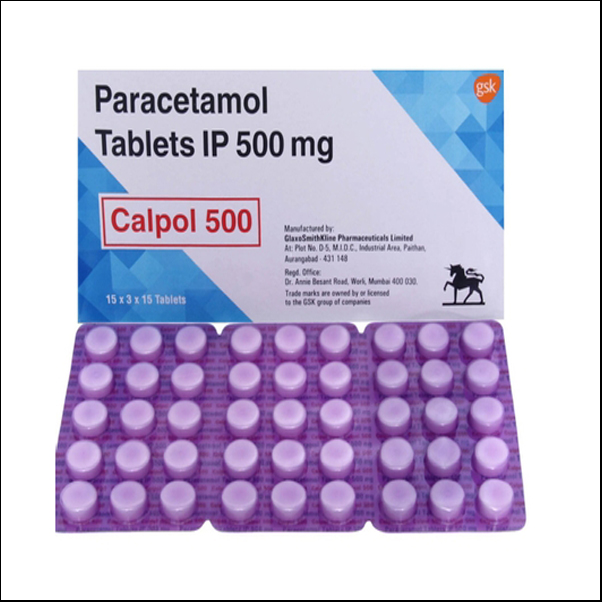 gsk
Paracetamol
Tablets IP 500 mg
Calpol 500
Manufactured by:
GlaxoSmithKline Pharmaceuticals Limited
At: Plot No. D-5, M.I.D.C., Industrial Area, Paithan,
Aurangabad - 431 148
Regd. Office:
Dr. Annie Besant Road, Worli, Mumbai 400 030.
Trade marks are owned by or licensed
to the GSK group of companies
15 x 3 x 15 Tablets